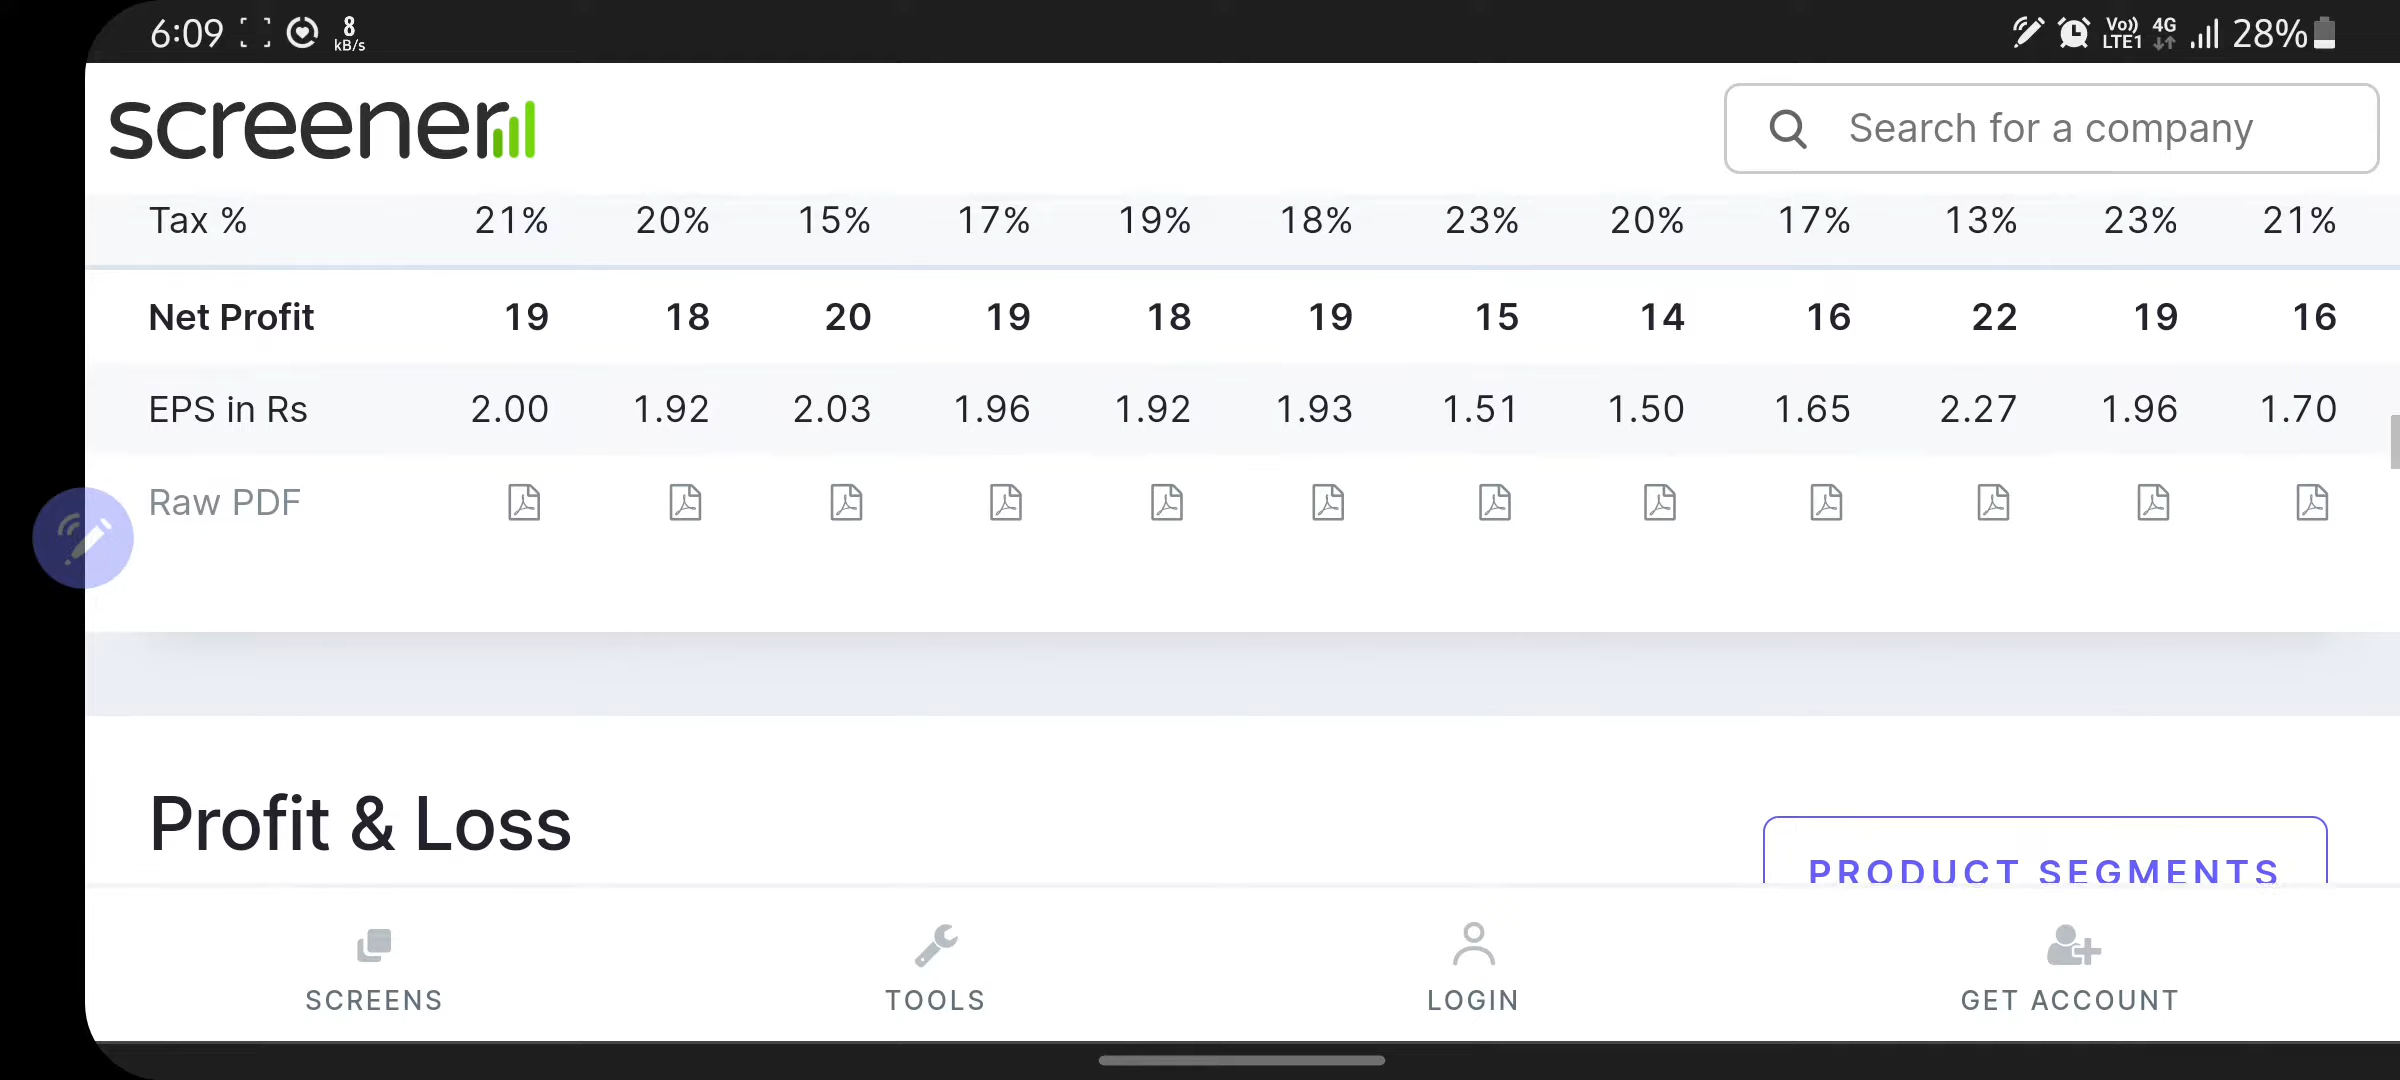 6:09 8 kB/s Vo)) LTE1 4G 28%
screener Search for a company
Tax % 21% 20% 15% 17% 19% 18% 23% 20% 17% 13% 23% 21%
Net Profit 19 18 20 19 18 19 15 14 16 22 19 16
EPS in Rs 2.00 1.92 2.03 1.96 1.92 1.93 1.51 1.50 1.65 2.27 1.96 1.70
Raw PDF
Profit & Loss
PRODUCT SEGMENTS
SCREENS TOOLS LOGIN GET ACCOUNT